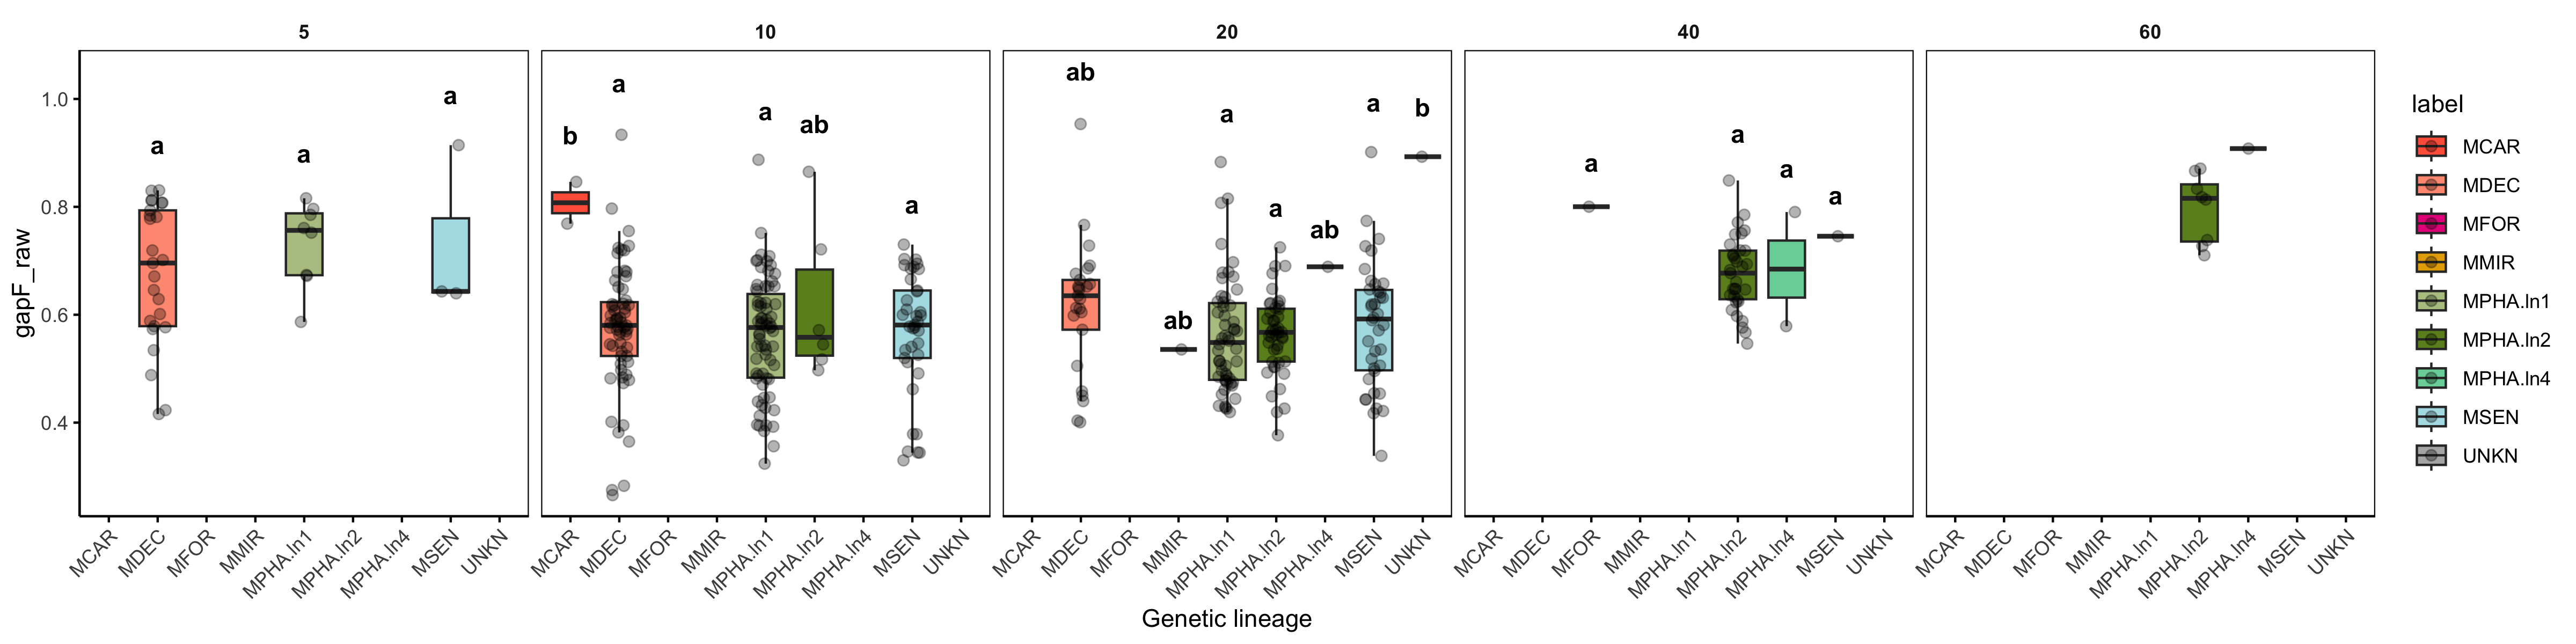 5 10 20 40 60
gapF_raw
1.0
0.8
0.6
0.4
a a a
b a a ab a
ab ab a a ab a b
a a a a
MCAR MDEC MFOR MMIR MPHA.ln1 MPHA.ln2 MPHA.ln4 MSEN UNKN
MCAR MDEC MFOR MMIR MPHA.ln1 MPHA.ln2 MPHA.ln4 MSEN UNKN
MCAR MDEC MFOR MMIR MPHA.ln1 MPHA.ln2 MPHA.ln4 MSEN UNKN
MCAR MDEC MFOR MMIR MPHA.ln1 MPHA.ln2 MPHA.ln4 MSEN UNKN
MCAR MDEC MFOR MMIR MPHA.ln1 MPHA.ln2 MPHA.ln4 MSEN UNKN
Genetic lineage
label
MCAR
MDEC
MFOR
MMIR
MPHA.ln1
MPHA.ln2
MPHA.ln4
MSEN
UNKN